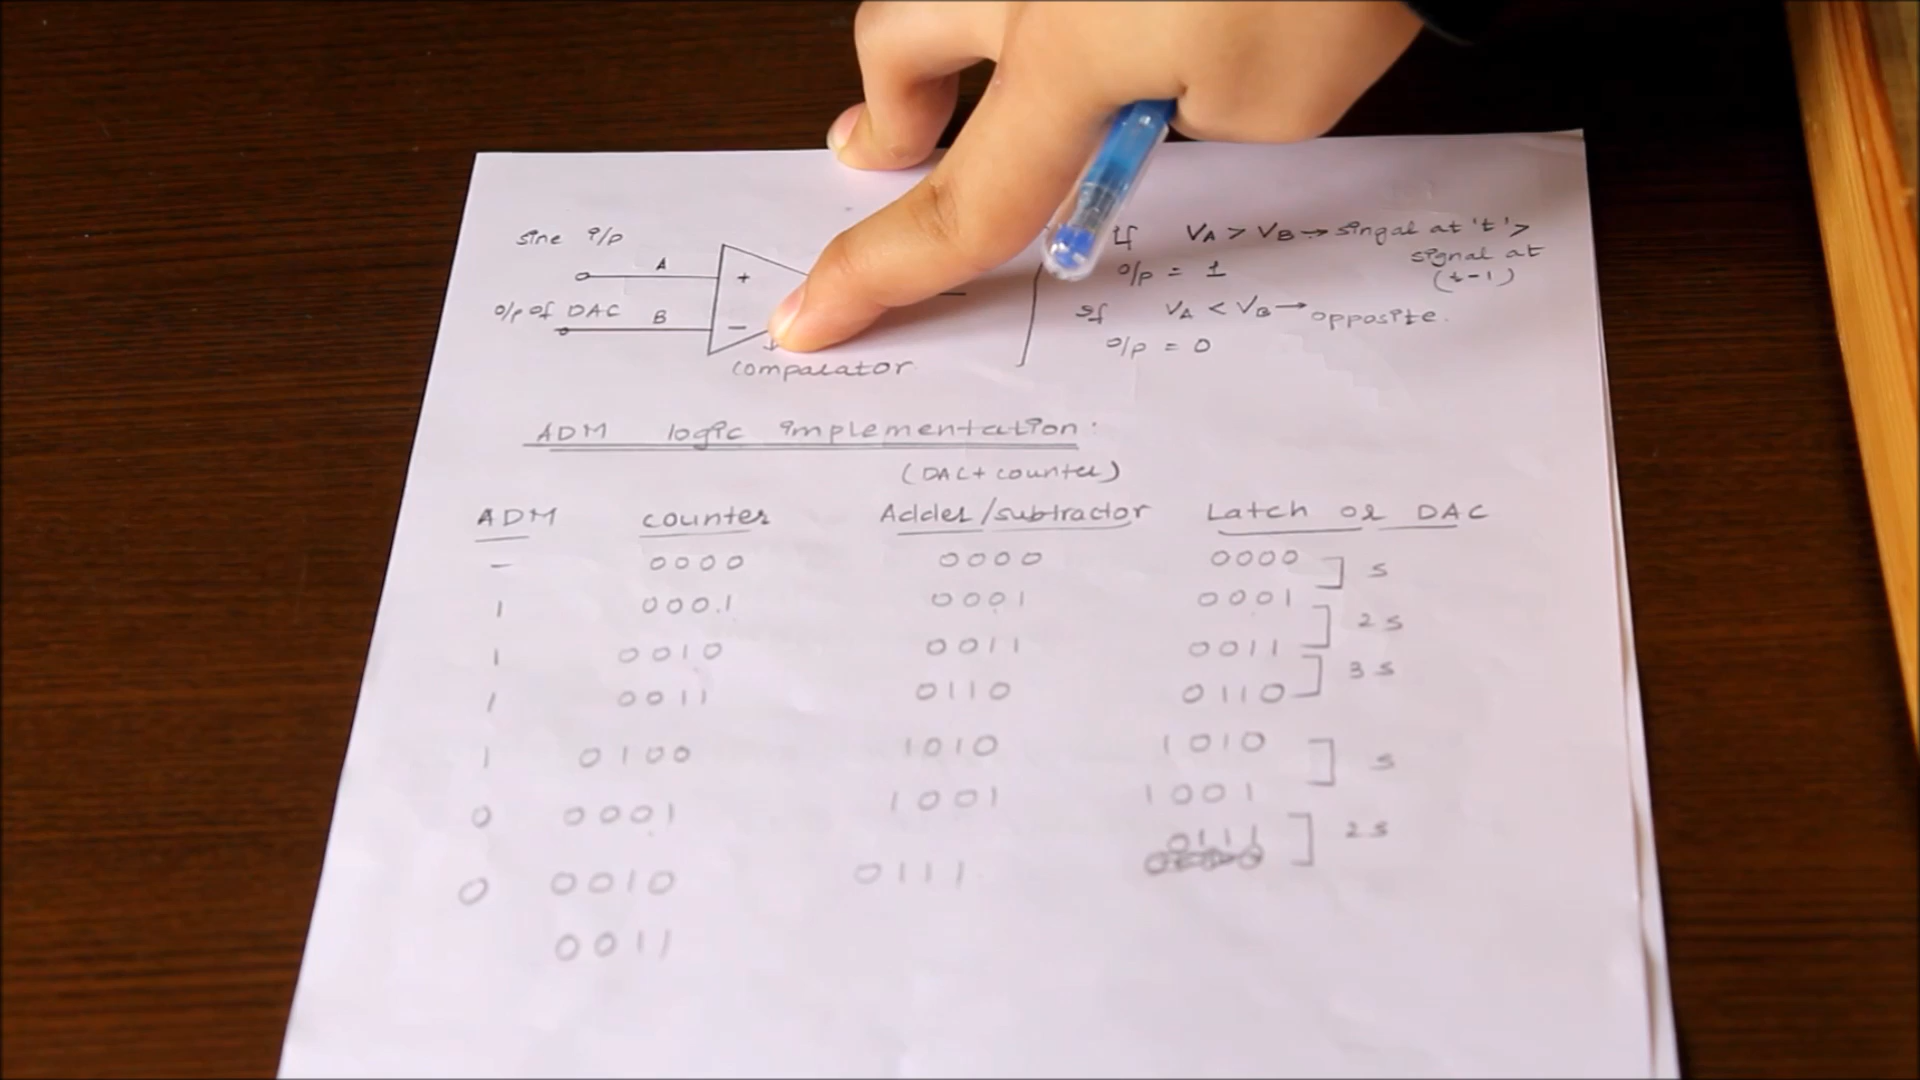 sine i/p
A
+
o/p of DAC B
−
comparator
If VA > VB → singal at 't' >
signal at
(t-1)
o/p = 1
If VA < VB → opposite.
o/p = 0
ADM logic implementation:
(DAC + counter)
ADM counter Adder/subtractor Latch or DAC
– 0000 0000 0000 ] s
1 0001 0001 0001
] 2s
1 0010 0011 0011
] 3s
1 0011 0110 0110
1 0100 1010 1010
] s
0 0001 1001 1001
0111 ] 2s
0 0010 0111
0011